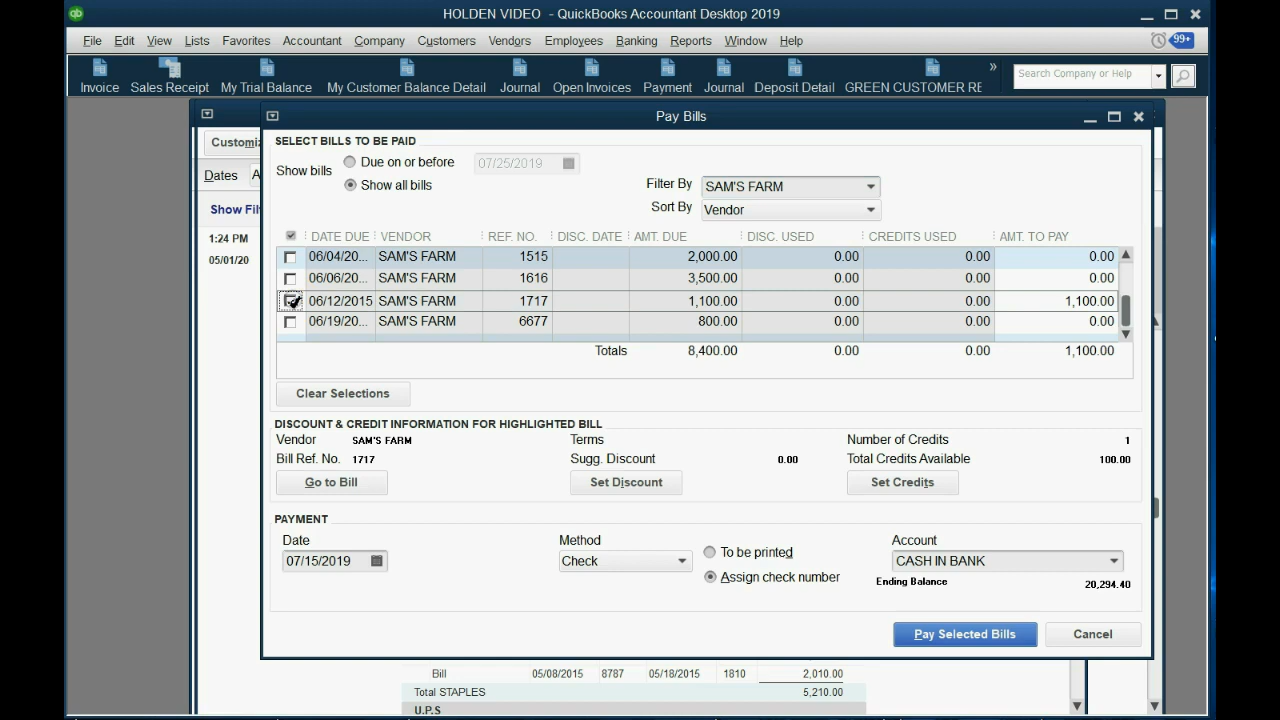 qb
HOLDEN VIDEO - QuickBooks Accountant Desktop 2019
File Edit View Lists Favorites Accountant Company Customers Vendors Employees Banking Reports Window Help 99+
Invoice Sales Receipt My Trial Balance My Customer Balance Detail Journal Open Invoices Payment Journal Deposit Detail GREEN CUSTOMER RE » Search Company or Help
Pay Bills
Customiz
Dates A
Show Filt
1:24 PM
05/01/20
SELECT BILLS TO BE PAID
Show bills
Due on or before 07/25/2019
Show all bills
Filter By SAM'S FARM
Sort By Vendor
DATE DUE VENDOR REF. NO. DISC. DATE AMT. DUE DISC. USED CREDITS USED AMT. TO PAY
06/04/20... SAM'S FARM 1515 2,000.00 0.00 0.00 0.00
06/06/20... SAM'S FARM 1616 3,500.00 0.00 0.00 0.00
06/12/2015 SAM'S FARM 1717 1,100.00 0.00 0.00 1,100.00
06/19/20... SAM'S FARM 6677 800.00 0.00 0.00 0.00
Totals 8,400.00 0.00 0.00 1,100.00
Clear Selections
DISCOUNT & CREDIT INFORMATION FOR HIGHLIGHTED BILL
Vendor SAM'S FARM Terms Number of Credits 1
Bill Ref. No. 1717 Sugg. Discount 0.00 Total Credits Available 100.00
Go to Bill Set Discount Set Credits
PAYMENT
Date Method Account
07/15/2019 Check To be printed CASH IN BANK
Assign check number Ending Balance 20,294.40
Pay Selected Bills Cancel
Bill 05/08/2015 8787 05/18/2015 1810 2,010.00
Total STAPLES 5,210.00
U.P.S